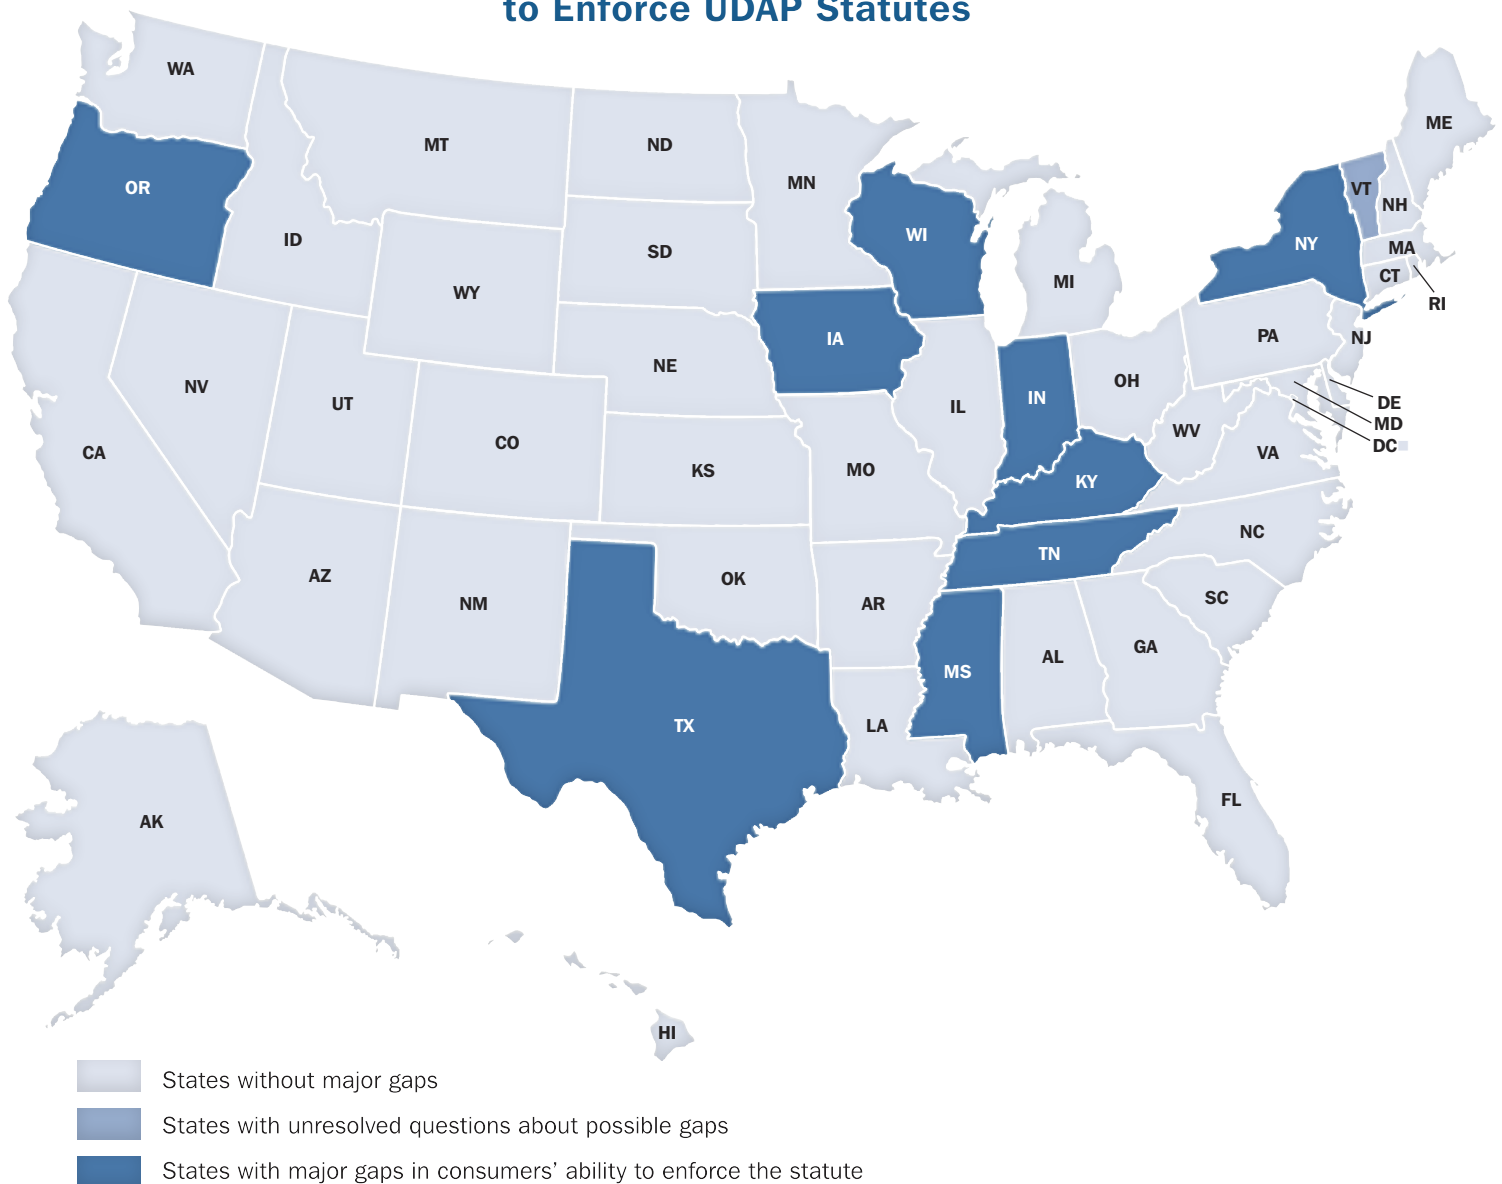 to Enforce UDAP Statutes
WA
OR
MT
ID
WY
ND
SD
NE
MN
WI
IA
MI
ME
VT
NH
NY
MA
CT
RI
PA
NJ
DE
MD
DC
OH
IN
IL
WV
VA
KY
NV
UT
CO
CA
KS
MO
TN
NC
SC
AZ
NM
OK
AR
MS
AL
GA
TX
LA
FL
AK
HI
States without major gaps
States with unresolved questions about possible gaps
States with major gaps in consumers’ ability to enforce the statute